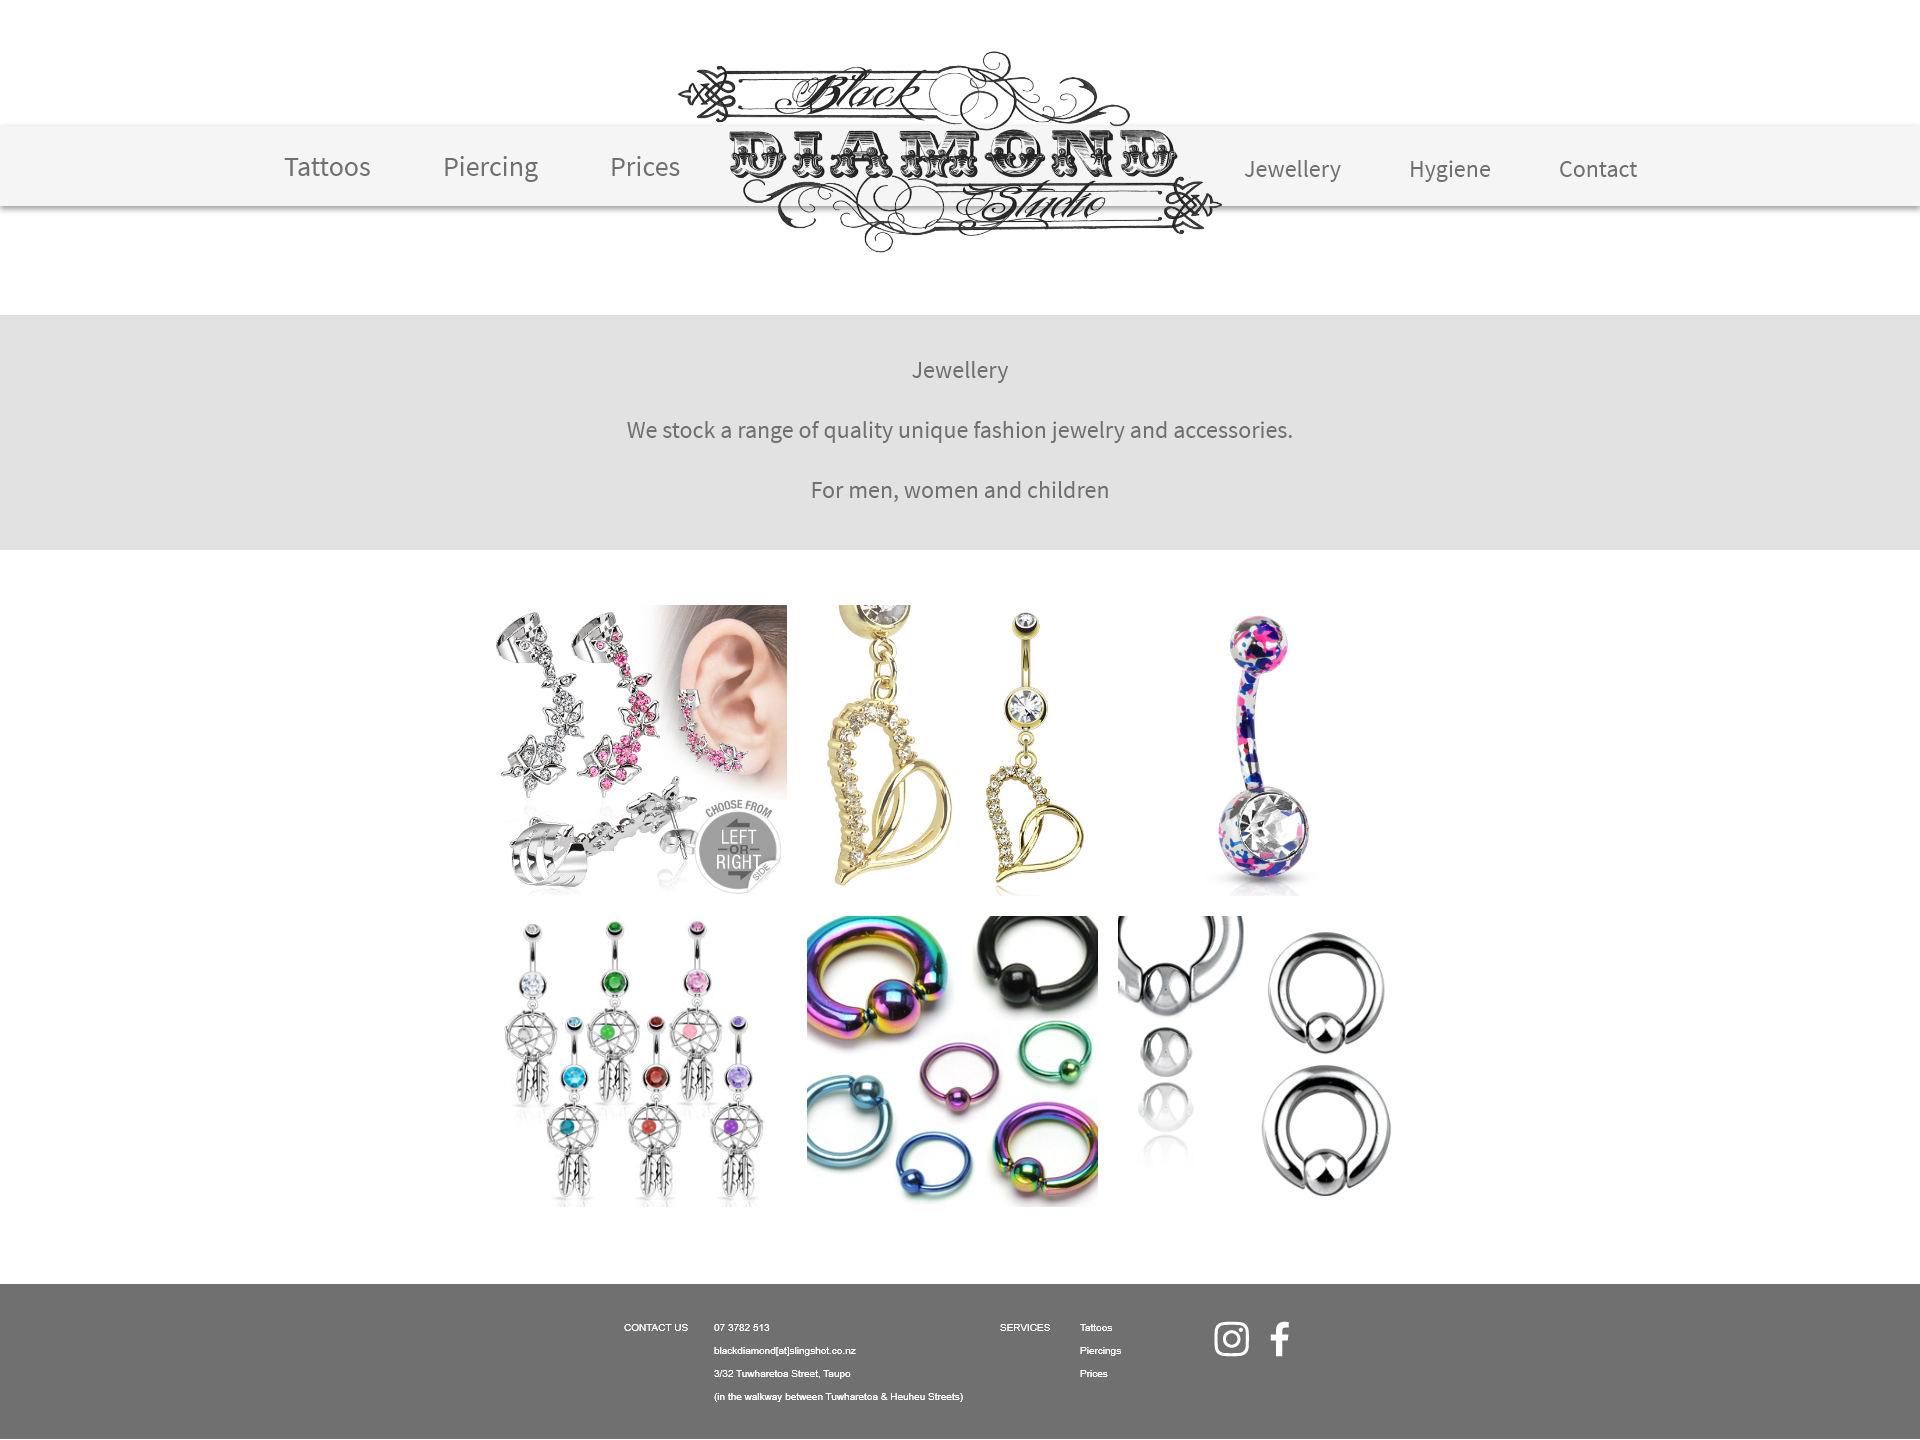 Black
DIAMOND
Studio
Tattoos
Piercing
Prices
Jewellery
Hygiene
Contact
Jewellery
We stock a range of quality unique fashion jewelry and accessories.
For men, women and children
CHOOSE FROM
LEFT
-OR-
RIGHT
SIDE
CONTACT US
07 3782 513
blackdiamond[at]slingshot.co.nz
3/32 Tuwharetoa Street, Taupo
(in the walkway between Tuwharetoa & Heuheu Streets)
SERVICES
Tattoos
Piercings
Prices